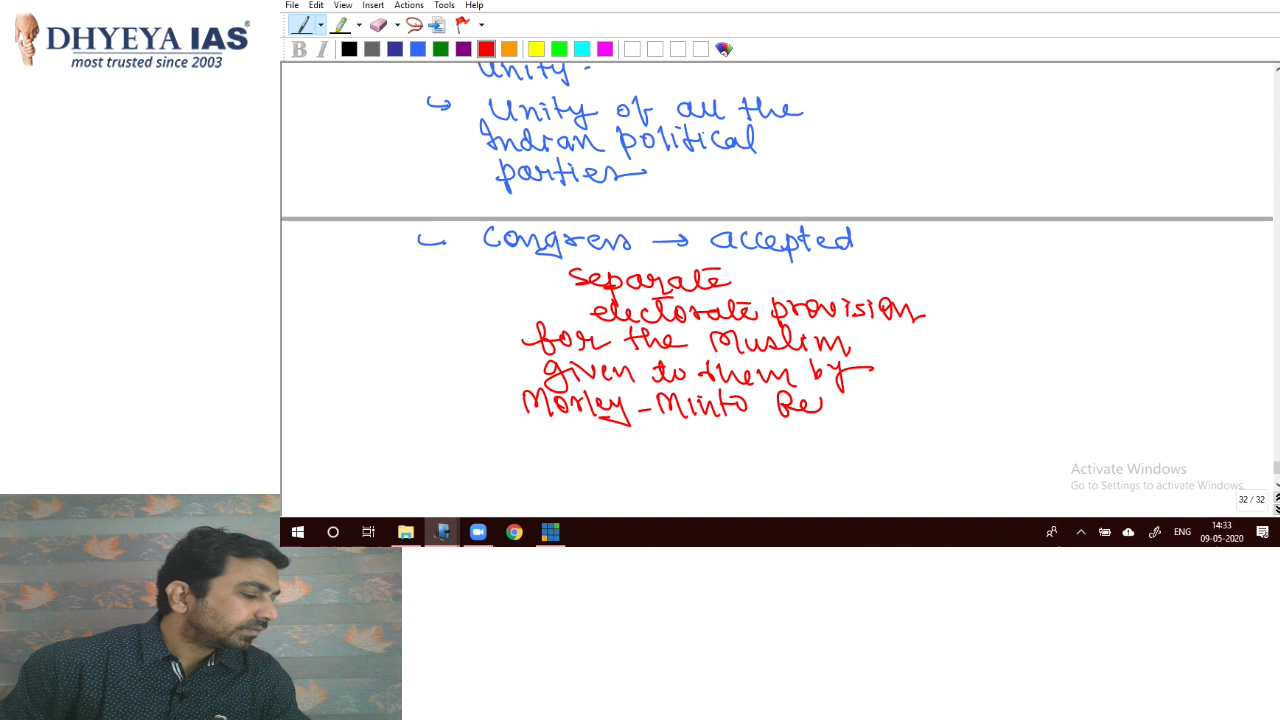 File Edit View Insert Actions Tools Help
DHYEYA IAS®
most trusted since 2003
B I
Unity -
↳ Unity of all the
Indian political
parties
↳ Congress → accepted
separate
electorate provision
for the Muslim
given to them by
Morley-Minto Re
Activate Windows
Go to Settings to activate Windows.
32 / 32
ENG
14:33
09-05-2020